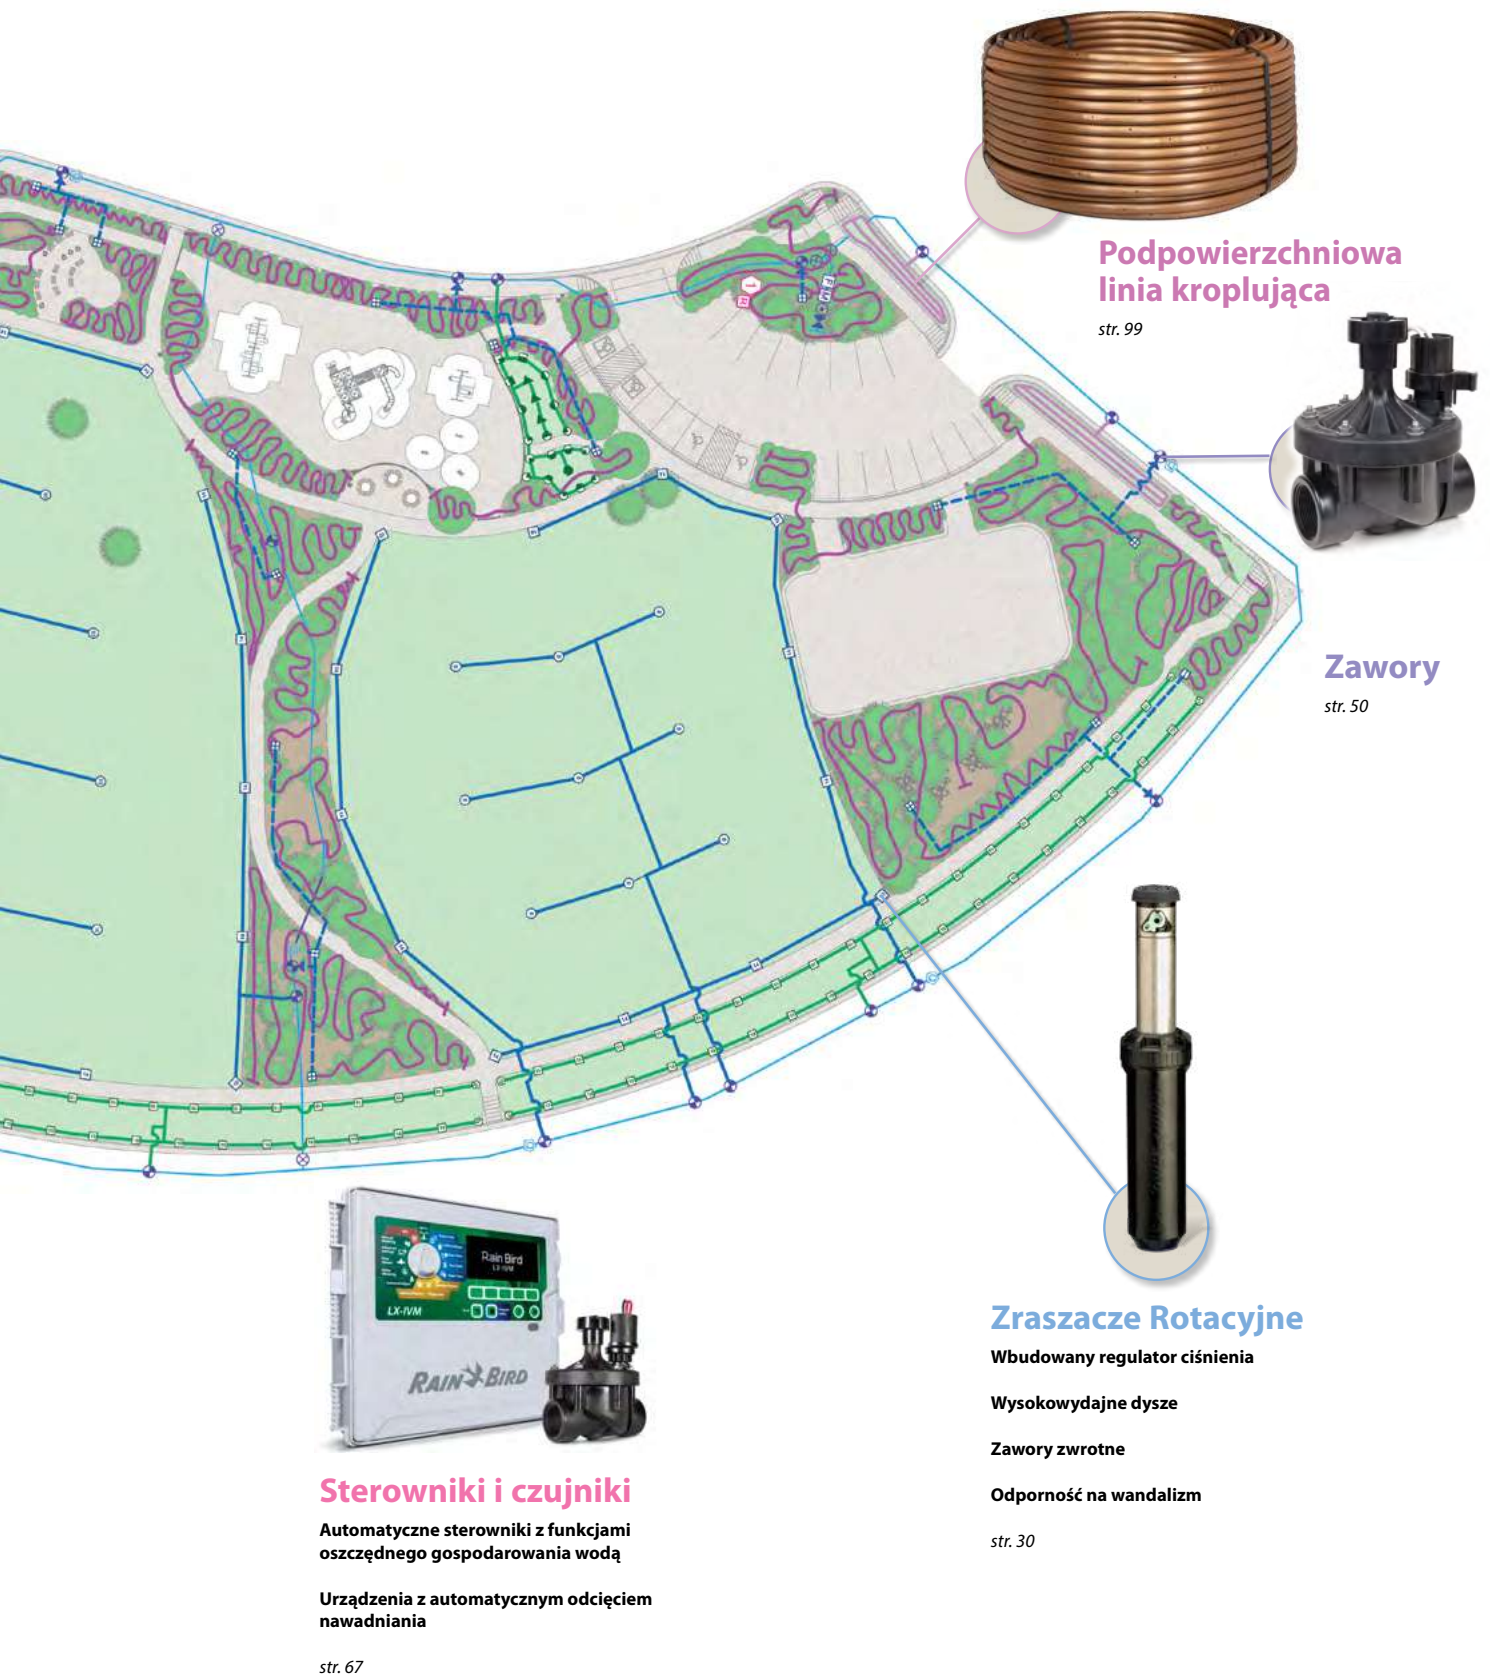 Podpowierzchniowa
linia kroplująca
str. 99
Zawory
str. 50
Rain Bird
LX-IVM
LX-IVM
RAIN BIRD
Sterowniki i czujniki
Automatyczne sterowniki z funkcjami
oszczędnego gospodarowania wodą
Urządzenia z automatycznym odcięciem
nawadniania
str. 67
Zraszacze Rotacyjne
Wbudowany regulator ciśnienia
Wysokowydajne dysze
Zawory zwrotne
Odporność na wandalizm
str. 30